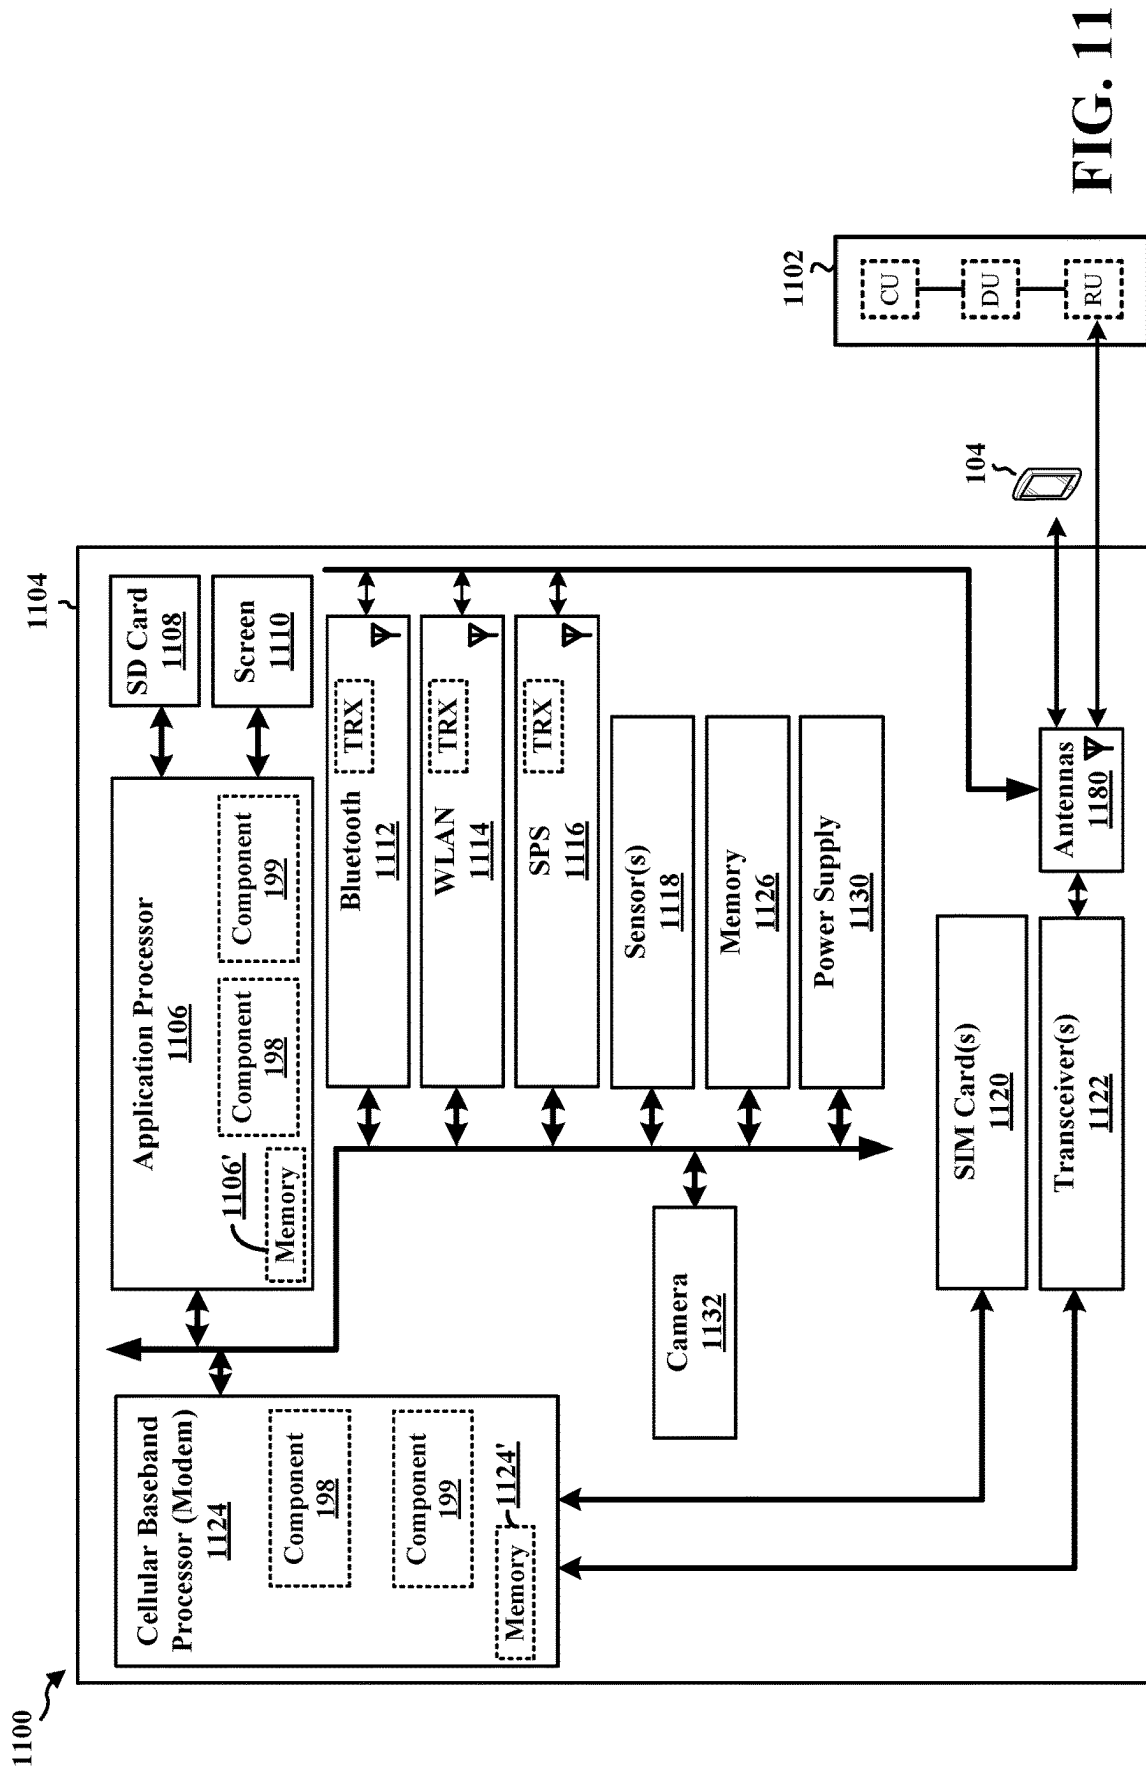 1100
1104
Cellular Baseband
Processor (Modem)
1124
Component
198
Component
199
Memory
1124'
Application Processor
1106
1106'
Memory
Component
198
Component
199
SD Card
1108
Screen
1110
Bluetooth
1112
TRX
WLAN
1114
TRX
SPS
1116
TRX
Sensor(s)
1118
Memory
1126
Power Supply
1130
Camera
1132
SIM Card(s)
1120
Transceiver(s)
1122
Antennas
1180
104
1102
CU
DU
RU
FIG. 11